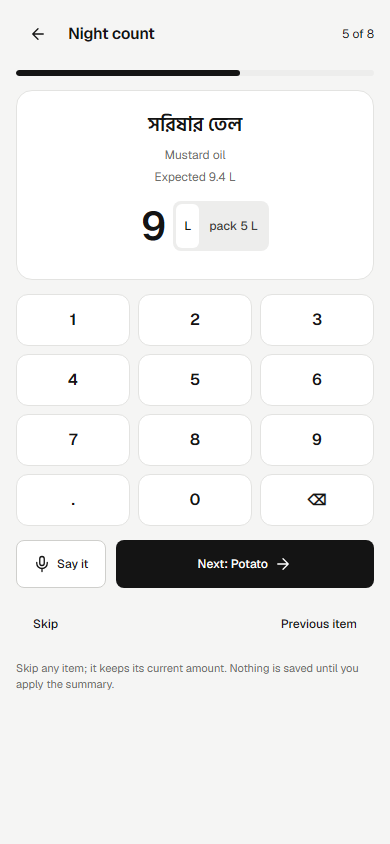 Night count
5 of 8
সরিষার তেল
Mustard oil
Expected 9.4 L
9 L pack 5 L
1 2 3
4 5 6
7 8 9
. 0 ⌫
Say it
Next: Potato →
Skip
Previous item
Skip any item; it keeps its current amount. Nothing is saved until you
apply the summary.